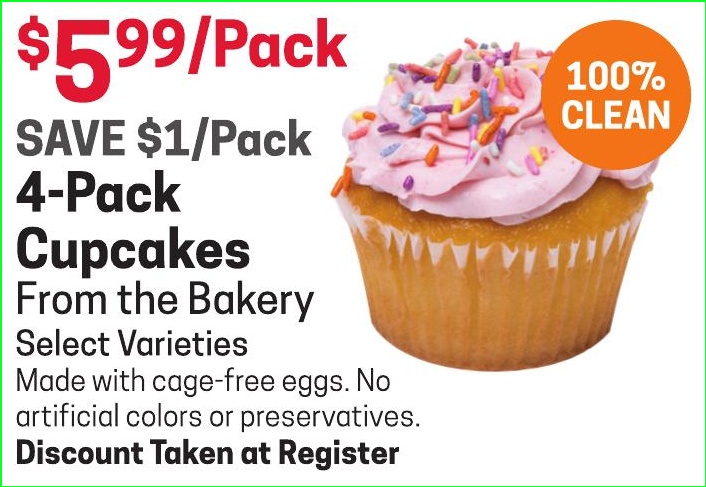 $5.99/Pack
SAVE $1/Pack
4-Pack
Cupcakes
From the Bakery
Select Varieties
Made with cage-free eggs. No
artificial colors or preservatives.
Discount Taken at Register
100%
CLEAN